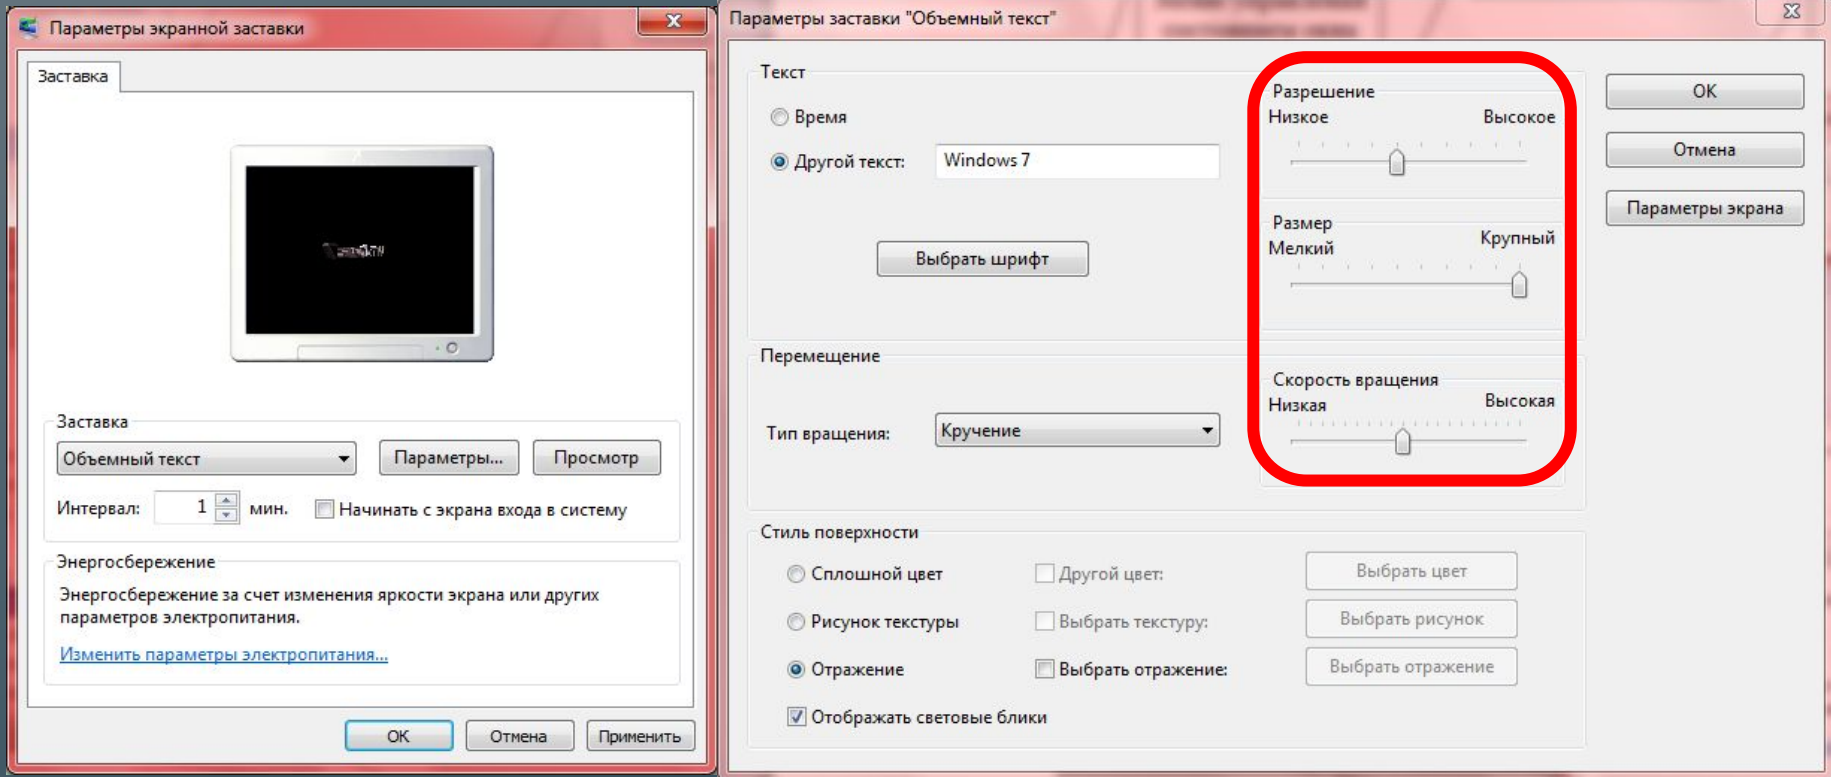 Параметры экранной заставки
Заставка
Заставка
Объемный текст
Параметры...
Просмотр
Интервал:
1
мин.
Начинать с экрана входа в систему
Энергосбережение
Энергосбережение за счет изменения яркости экрана или других
параметров электропитания.
Изменить параметры электропитания...
ОК
Отмена
Применить
Параметры заставки "Объемный текст"
Текст
Время
Другой текст:
Windows 7
Выбрать шрифт
Разрешение
Низкое
Высокое
Размер
Мелкий
Крупный
Перемещение
Тип вращения:
Кручение
Скорость вращения
Низкая
Высокая
Стиль поверхности
Сплошной цвет
Другой цвет:
Выбрать цвет
Рисунок текстуры
Выбрать текстуру:
Выбрать рисунок
Отражение
Выбрать отражение:
Выбрать отражение
Отображать световые блики
ОК
Отмена
Параметры экрана